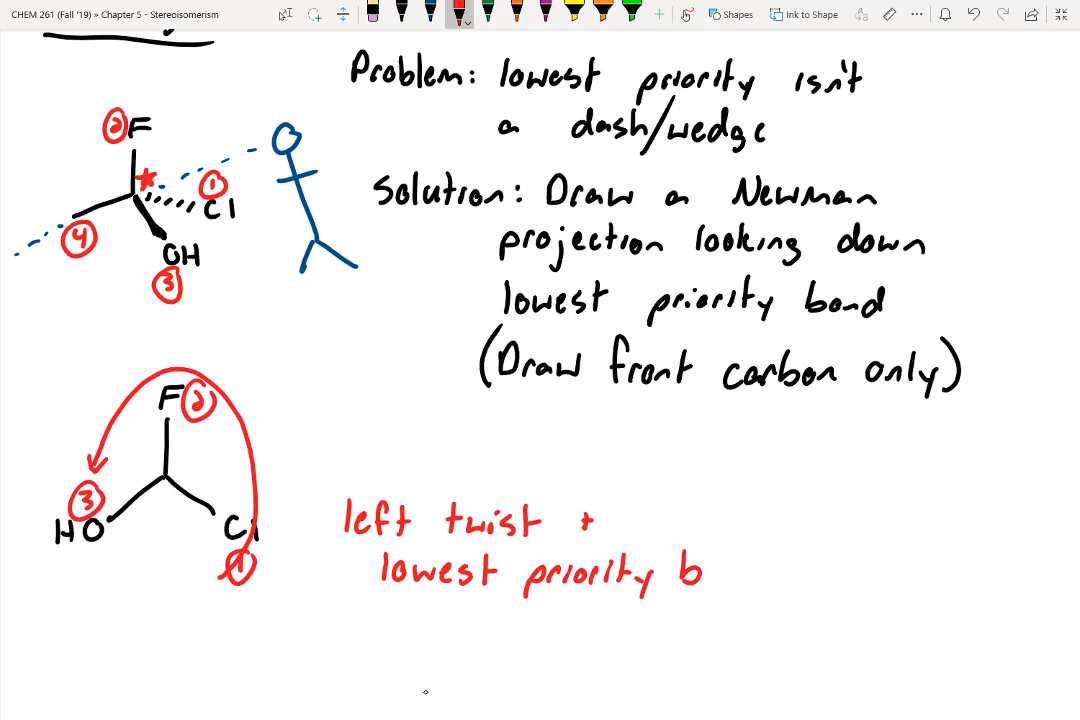 CHEM 261 (Fall '19) » Chapter 5 - Stereoisomerism
Shapes
Ink to Shape
Problem: lowest priority isn't
a dash/wedge
Solution: Draw a Newman
projection looking down
lowest priority bond
(Draw front carbon only)
2 F
1
Cl
4
OH
3
F 2
3
HO
Cl
1
left twist +
lowest priority b